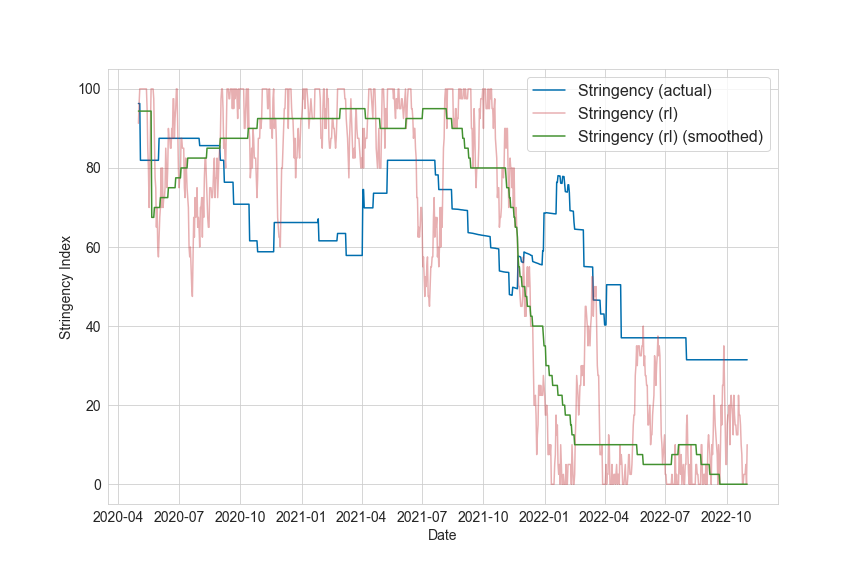 Stringency (actual)
Stringency (rl)
Stringency (rl) (smoothed)
100
80
60
40
20
0
Stringency Index
2020-04 2020-07 2020-10 2021-01 2021-04 2021-07 2021-10 2022-01 2022-04 2022-07 2022-10
Date